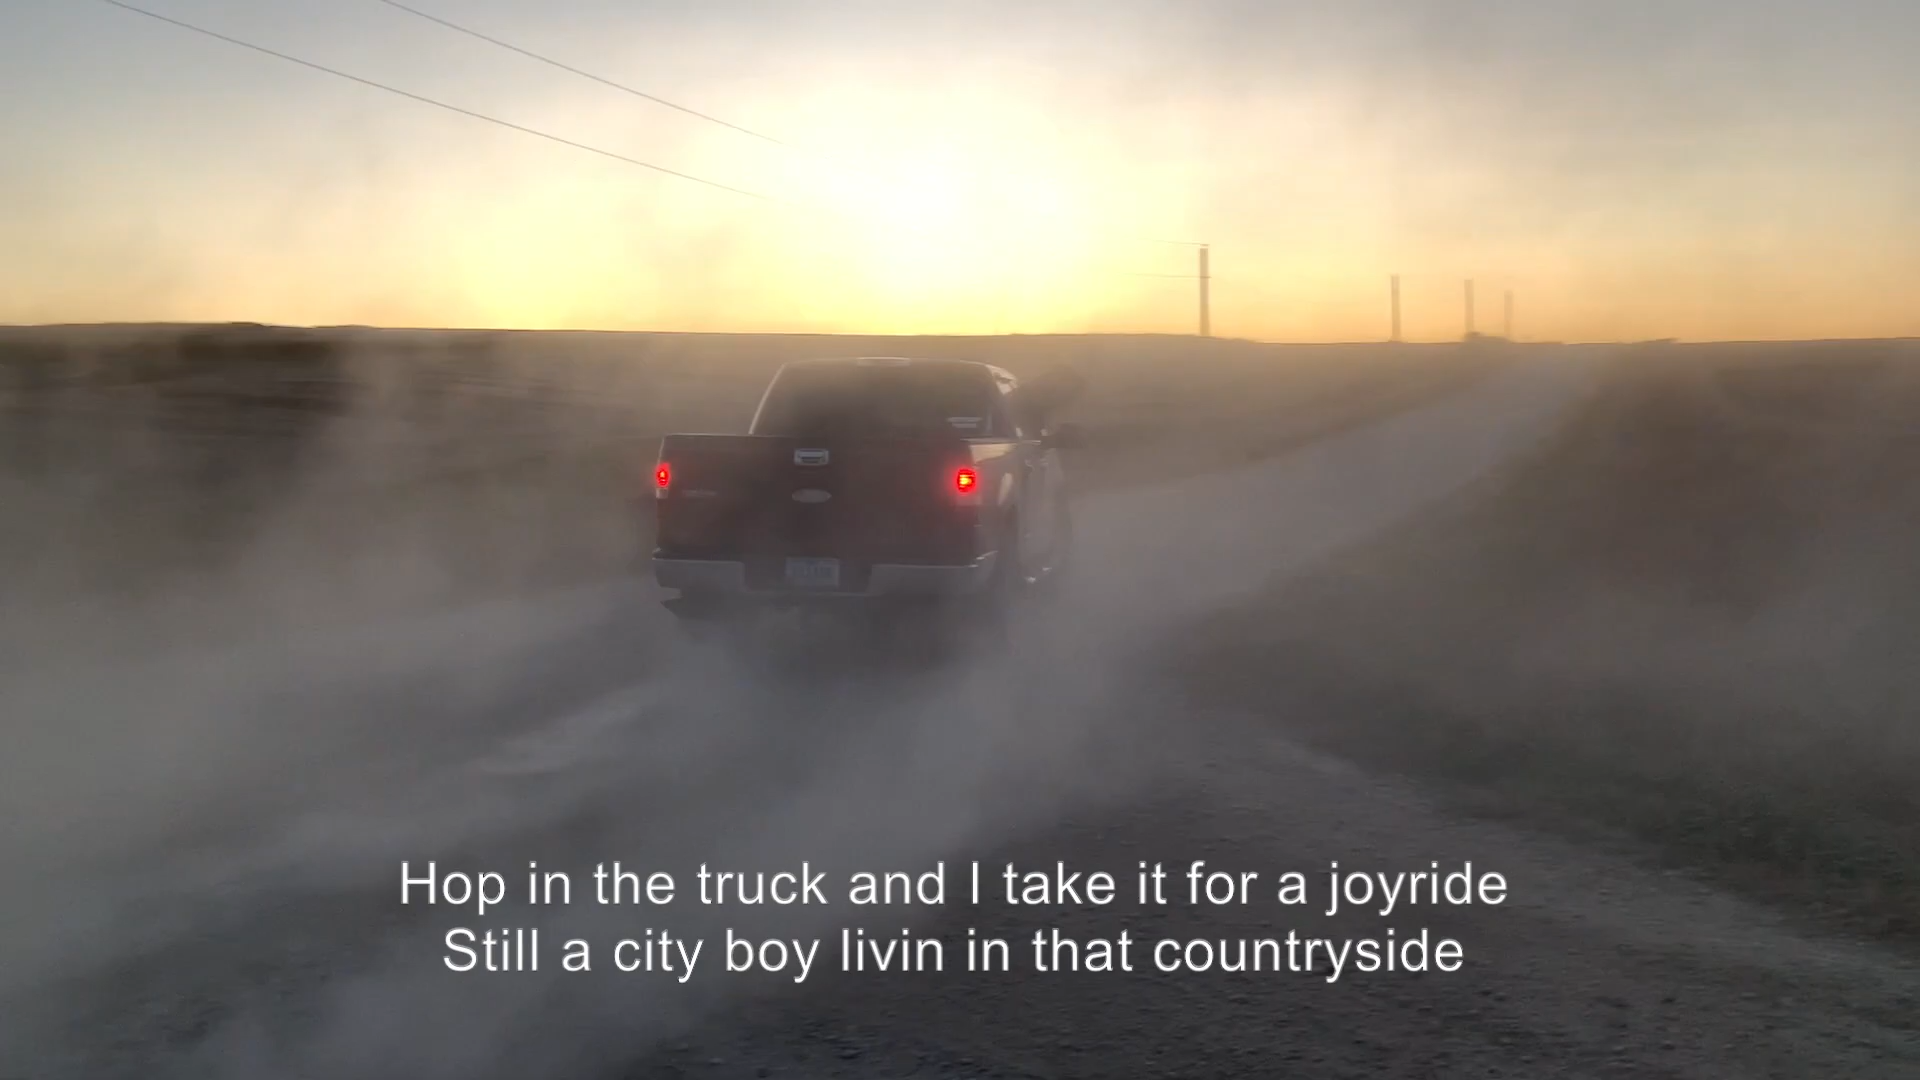 Hop in the truck and I take it for a joyride
Still a city boy livin in that countryside